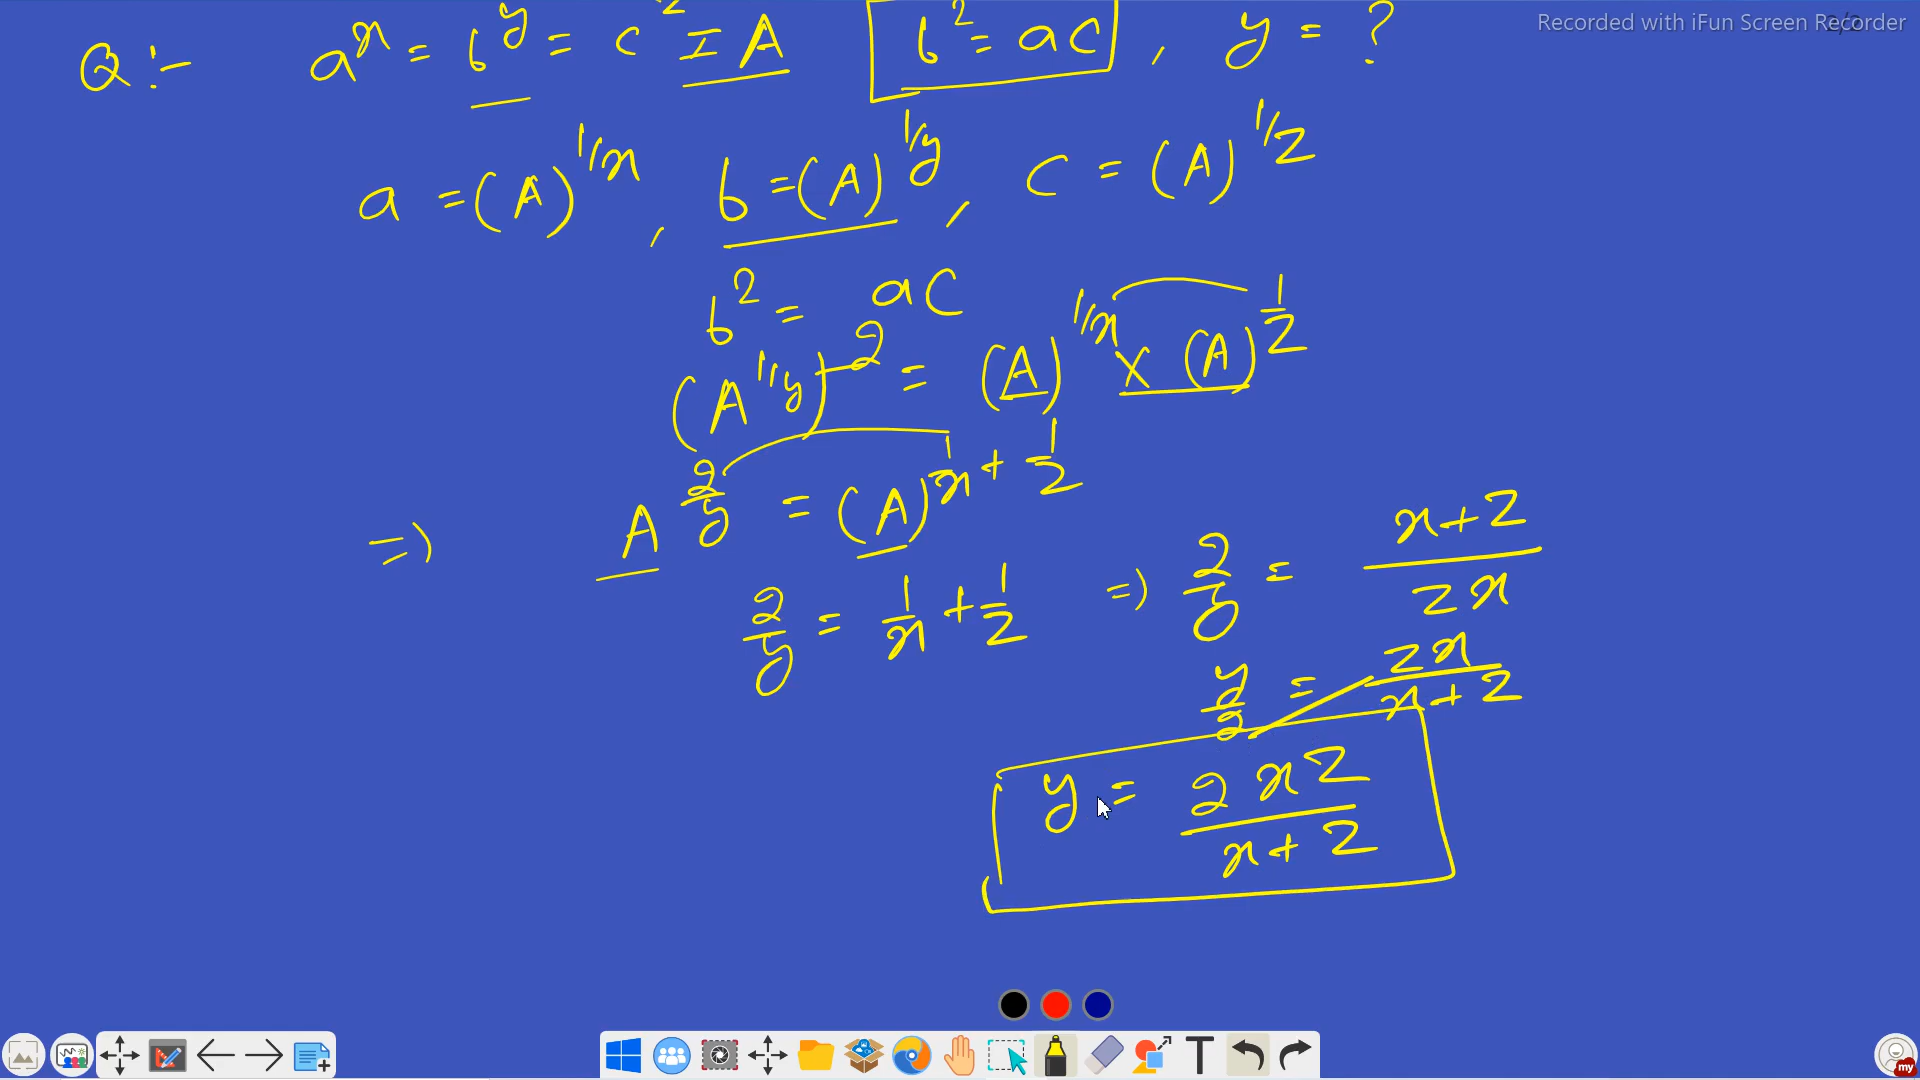 Recorded with iFun Screen Recorder
Q :- a^x = b^y = c^z = A b^2 = ac , y = ?
a = (A)^1/x , b = (A)^1/y , c = (A)^1/z
b^2 = ac
(A^1/y)^2 = (A)^1/x × (A)^1/z
=> A^2/y = (A)^1/x + 1/z
2/y = 1/x + 1/z => 2/y = x+z / zx
y/2 = zx / x+z
y = 2xz / x+z
T
my